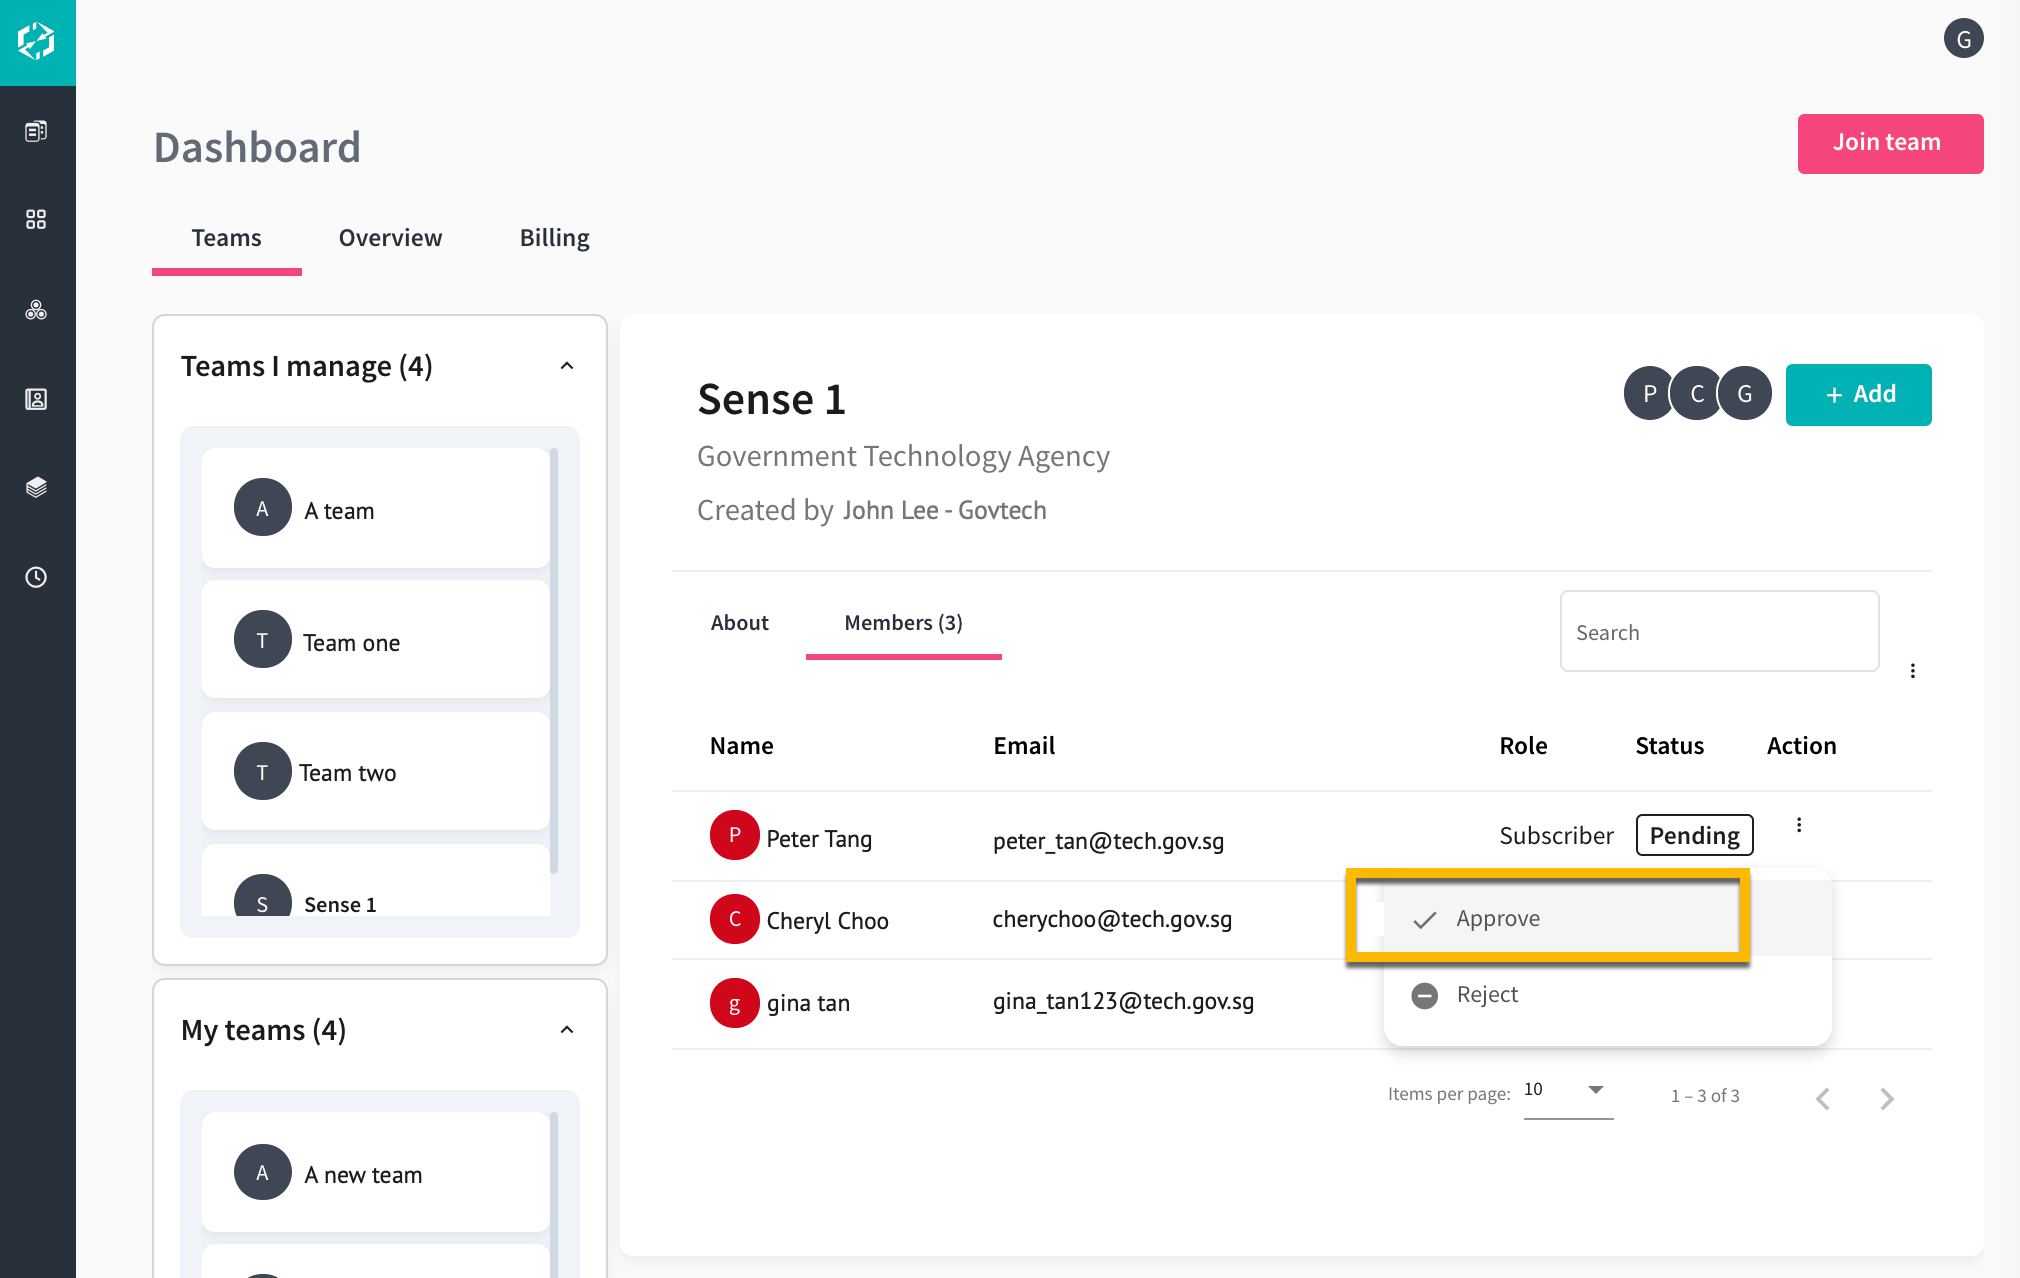 G
Dashboard
Join team
Teams Overview Billing
Teams I manage (4)
A A team
T Team one
T Team two
S Sense 1
My teams (4)
A A new team
Sense 1
P C G + Add
Government Technology Agency
Created by John Lee - Govtech
About Members (3)
Search
Name Email Role Status Action
P Peter Tang peter_tan@tech.gov.sg Subscriber Pending
C Cheryl Choo cherychoo@tech.gov.sg
g gina tan gina_tan123@tech.gov.sg
Approve
Reject
Items per page: 10 1 – 3 of 3